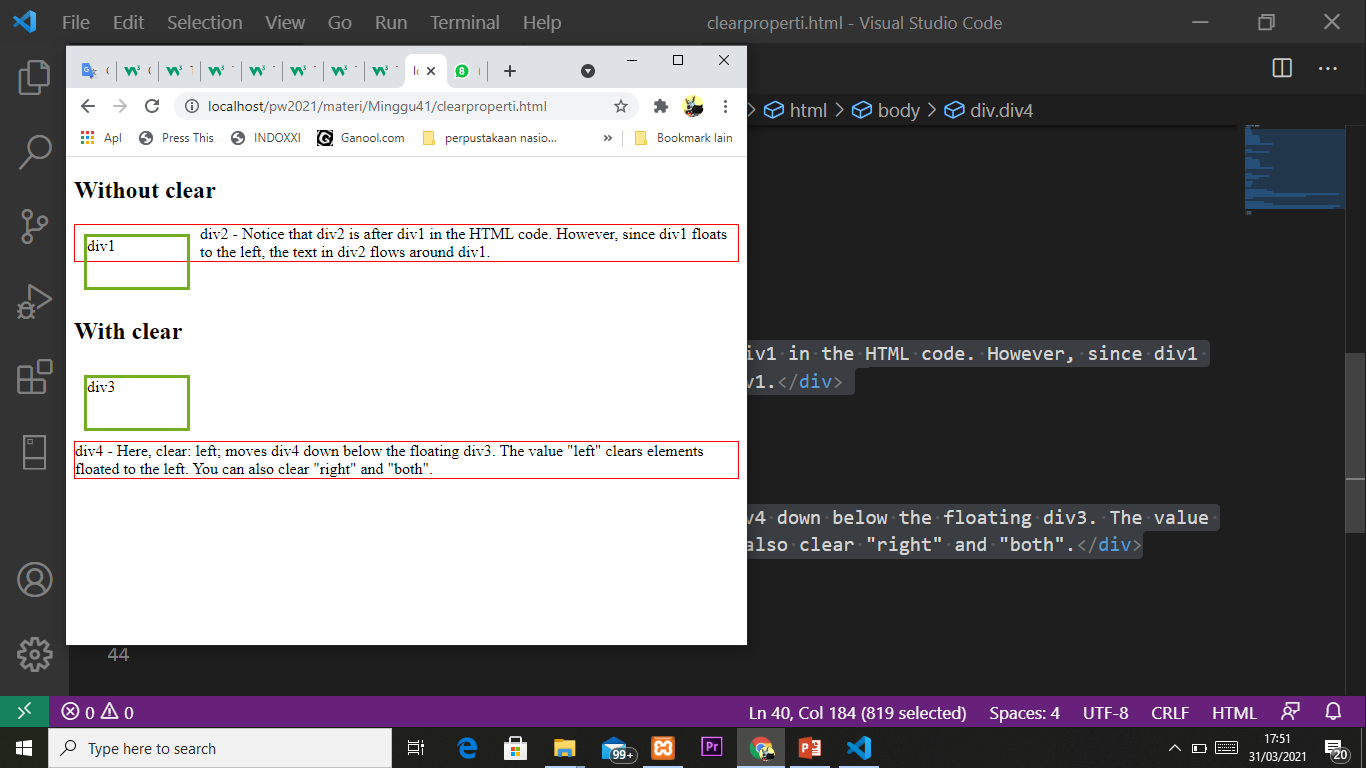 File Edit Selection View Go Run Terminal Help clearproperti.html - Visual Studio Code
localhost/pw2021/materi/Minggu41/clearproperti.html
html body div.div4
Apl Press This INDOXXI Ganool.com perpustakaan nasio... » Bookmark lain
Without clear
div1
div2 - Notice that div2 is after div1 in the HTML code. However, since div1 floats
to the left, the text in div2 flows around div1.
With clear
div3
div4 - Here, clear: left; moves div4 down below the floating div3. The value "left" clears elements
floated to the left. You can also clear "right" and "both".
iv1 in the HTML code. However, since div1
v1.</div>
v4 down below the floating div3. The value
also clear "right" and "both".</div>
44
0 0 Ln 40, Col 184 (819 selected) Spaces: 4 UTF-8 CRLF HTML
Type here to search
99+
Pr
17:51
31/03/2021
20